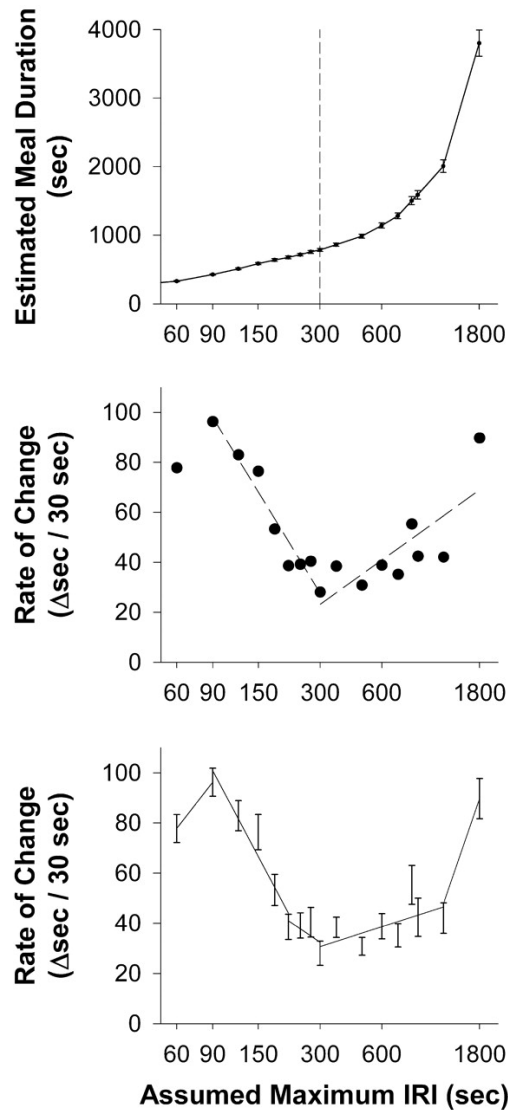 Estimated Meal Duration
(sec)
4000
3000
2000
1000
0
60 90 150 300 600 1800
Rate of Change
(Δsec / 30 sec)
100
80
60
40
20
0
60 90 150 300 600 1800
Rate of Change
(Δsec / 30 sec)
100
80
60
40
20
0
60 90 150 300 600 1800
Assumed Maximum IRI (sec)